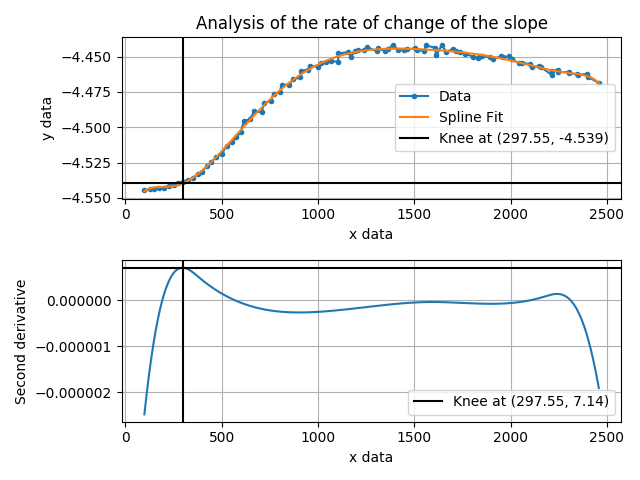 Analysis of the rate of change of the slope
−4.450
−4.475
−4.500
−4.525
−4.550
y data
Data
Spline Fit
Knee at (297.55, -4.539)
0 500 1000 1500 2000 2500
x data
0.000000
−0.000001
−0.000002
Second derivative
Knee at (297.55, 7.14)
0 500 1000 1500 2000 2500
x data